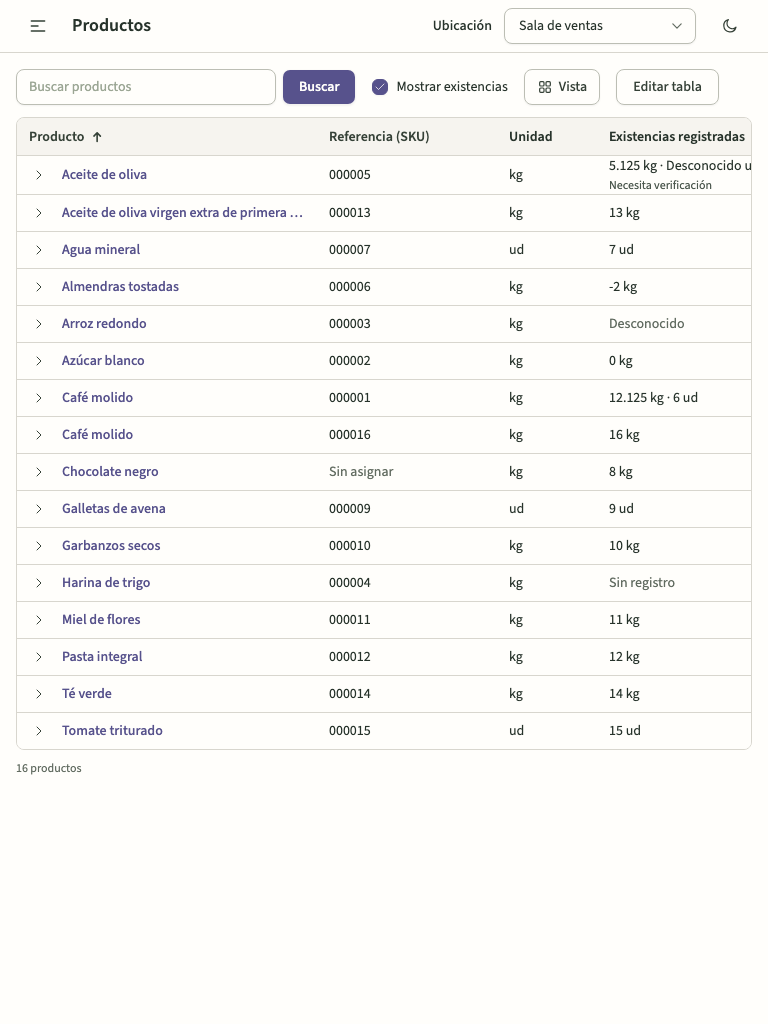 Productos
Ubicación
Sala de ventas
Buscar productos
Buscar
Mostrar existencias
Vista
Editar tabla
Producto Referencia (SKU) Unidad Existencias registradas
Aceite de oliva 000005 kg 5.125 kg · Desconocido u
Necesita verificación
Aceite de oliva virgen extra de primera … 000013 kg 13 kg
Agua mineral 000007 ud 7 ud
Almendras tostadas 000006 kg -2 kg
Arroz redondo 000003 kg Desconocido
Azúcar blanco 000002 kg 0 kg
Café molido 000001 kg 12.125 kg · 6 ud
Café molido 000016 kg 16 kg
Chocolate negro Sin asignar kg 8 kg
Galletas de avena 000009 ud 9 ud
Garbanzos secos 000010 kg 10 kg
Harina de trigo 000004 kg Sin registro
Miel de flores 000011 kg 11 kg
Pasta integral 000012 kg 12 kg
Té verde 000014 kg 14 kg
Tomate triturado 000015 ud 15 ud
16 productos